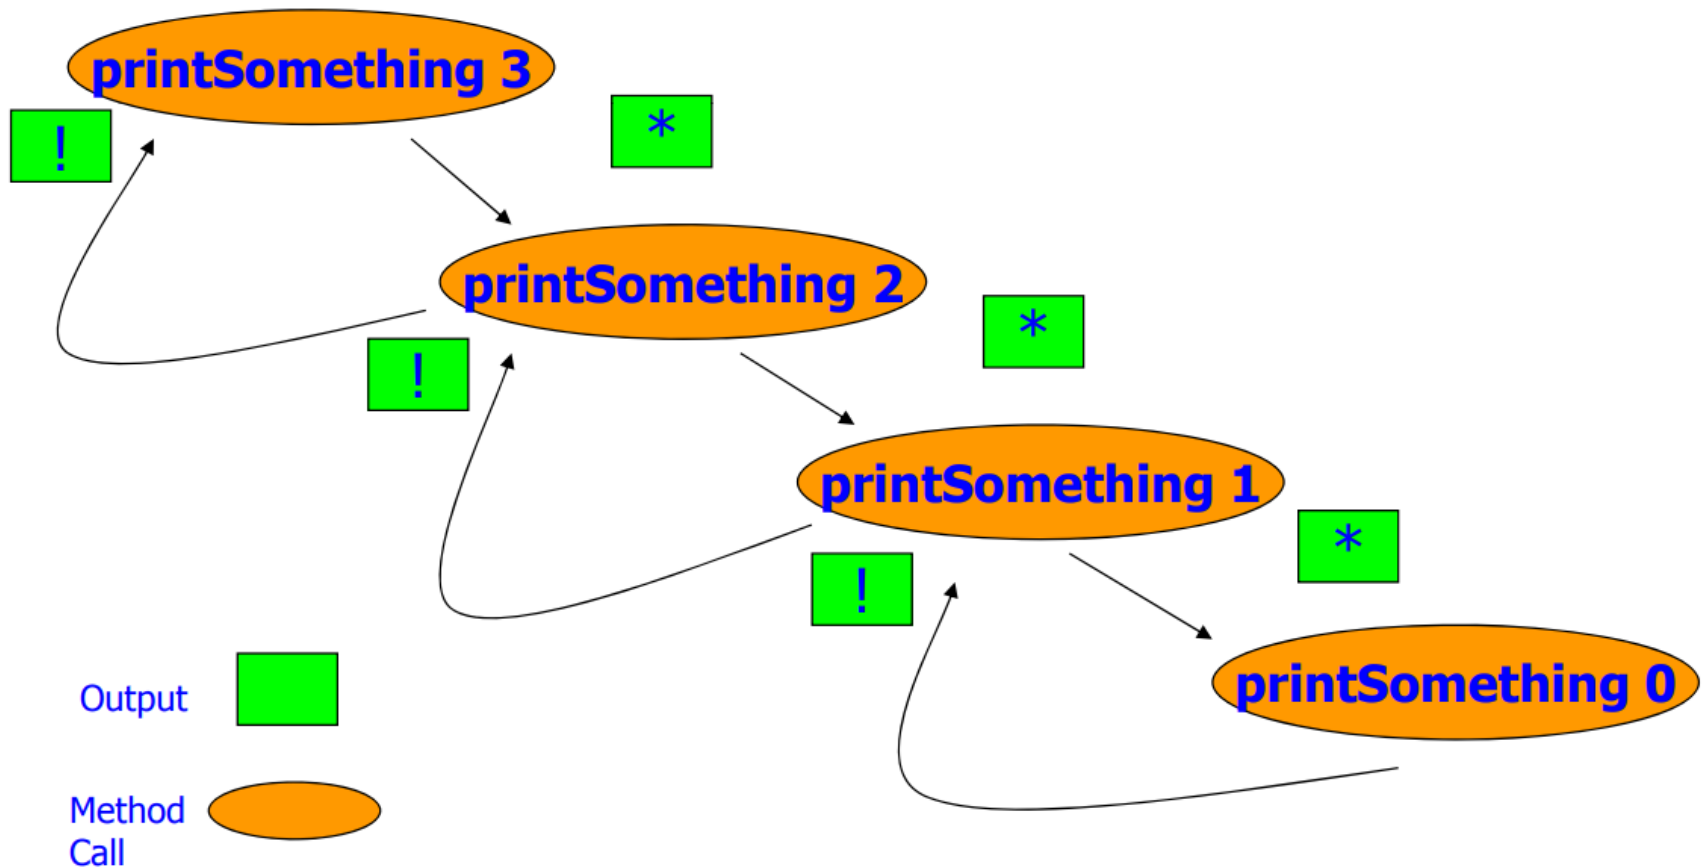 printSomething 3
!
*
printSomething 2
*
!
printSomething 1
*
!
printSomething 0
Output
Method
Call